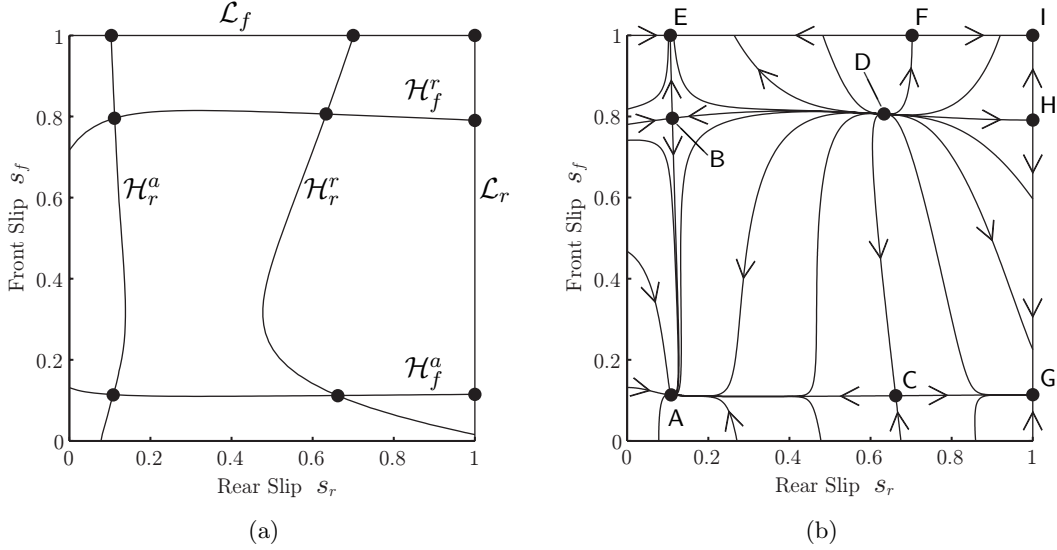 ℒ_f
1
0.8
0.6
0.4
0.2
0
0
0.2
0.4
0.6
0.8
1
ℋ_f^r
ℋ_r^a
ℋ_r^r
ℒ_r
ℋ_f^a
Front Slip s_f
Rear Slip s_r
(a)
E
F
I
D
H
B
C
G
A
1
0.8
0.6
0.4
0.2
0
0
0.2
0.4
0.6
0.8
1
Front Slip s_f
Rear Slip s_r
(b)